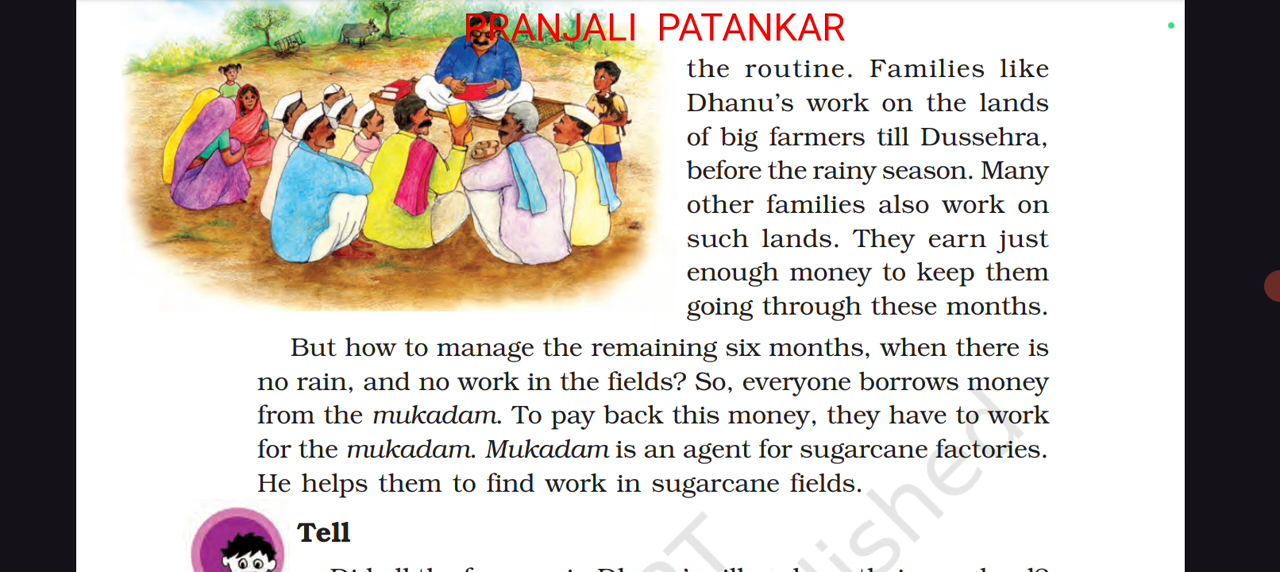 PRANJALI PATANKAR
the routine. Families like
Dhanu's work on the lands
of big farmers till Dussehra,
before the rainy season. Many
other families also work on
such lands. They earn just
enough money to keep them
going through these months.
But how to manage the remaining six months, when there is
no rain, and no work in the fields? So, everyone borrows money
from the mukadam. To pay back this money, they have to work
for the mukadam. Mukadam is an agent for sugarcane factories.
He helps them to find work in sugarcane fields.
Tell